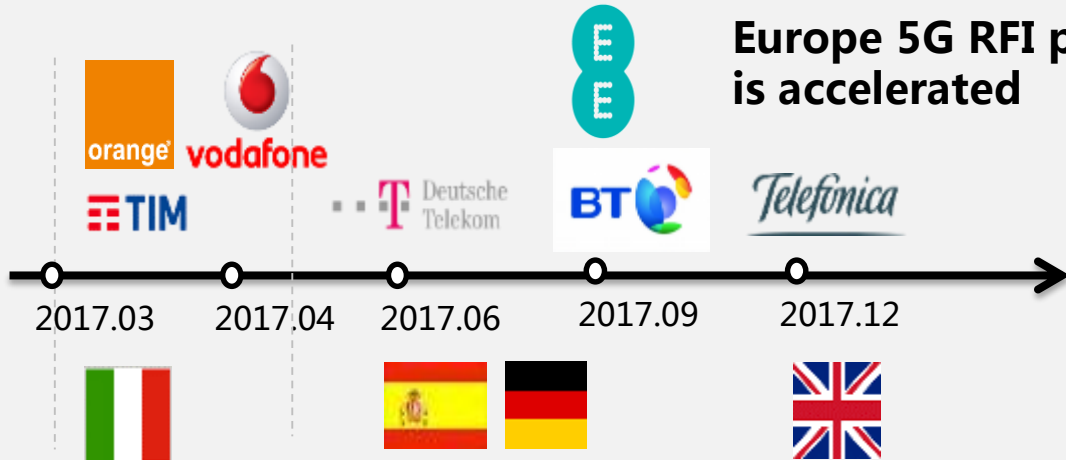 Europe 5G RFI p
is accelerated
E
E
orange
vodafone
TIM
T Deutsche
Telekom
BT
Telefónica
2017.03
2017.04
2017.06
2017.09
2017.12